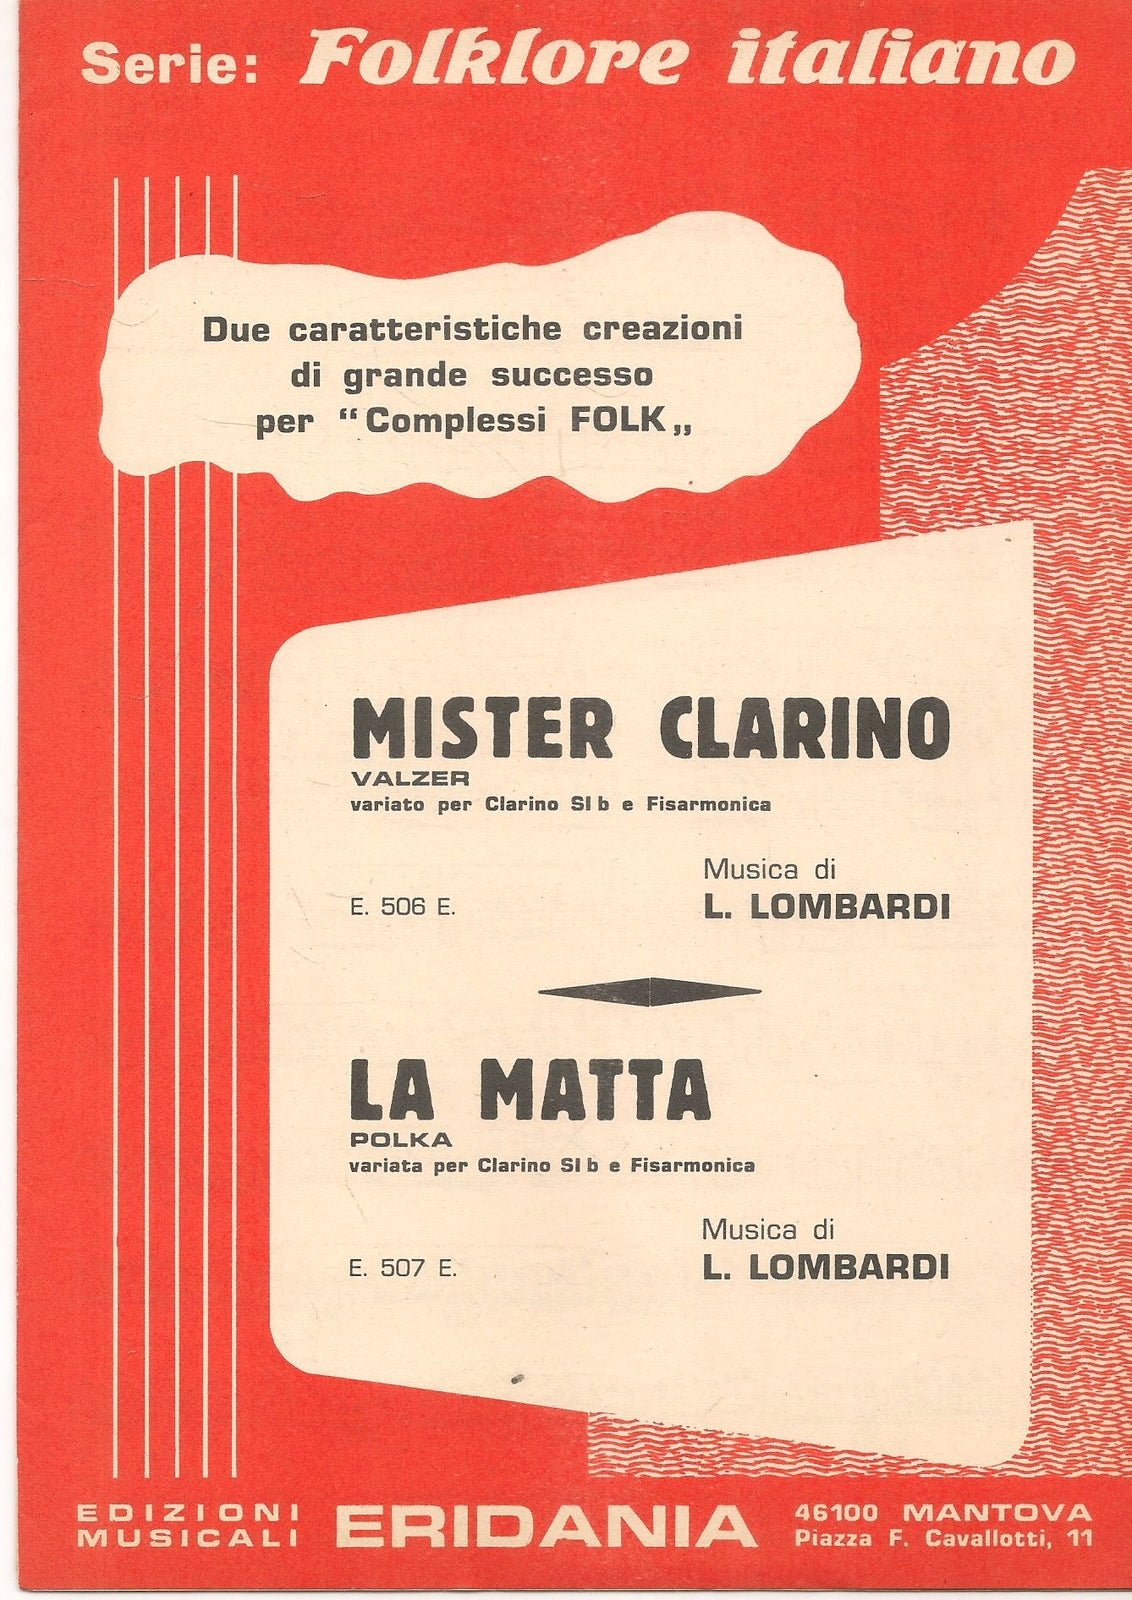 Serie: Folklore italiano
Due caratteristiche creazioni
di grande successo
per “Complessi FOLK„
MISTER CLARINO
VALZER
variato per Clarino SI b e Fisarmonica
Musica di
E. 506 E. L. LOMBARDI
LA MATTA
POLKA
variata per Clarino SI b e Fisarmonica
Musica di
E. 507 E. L. LOMBARDI
EDIZIONI
MUSICALI
ERIDANIA
46100 MANTOVA
Piazza F. Cavallotti, 11